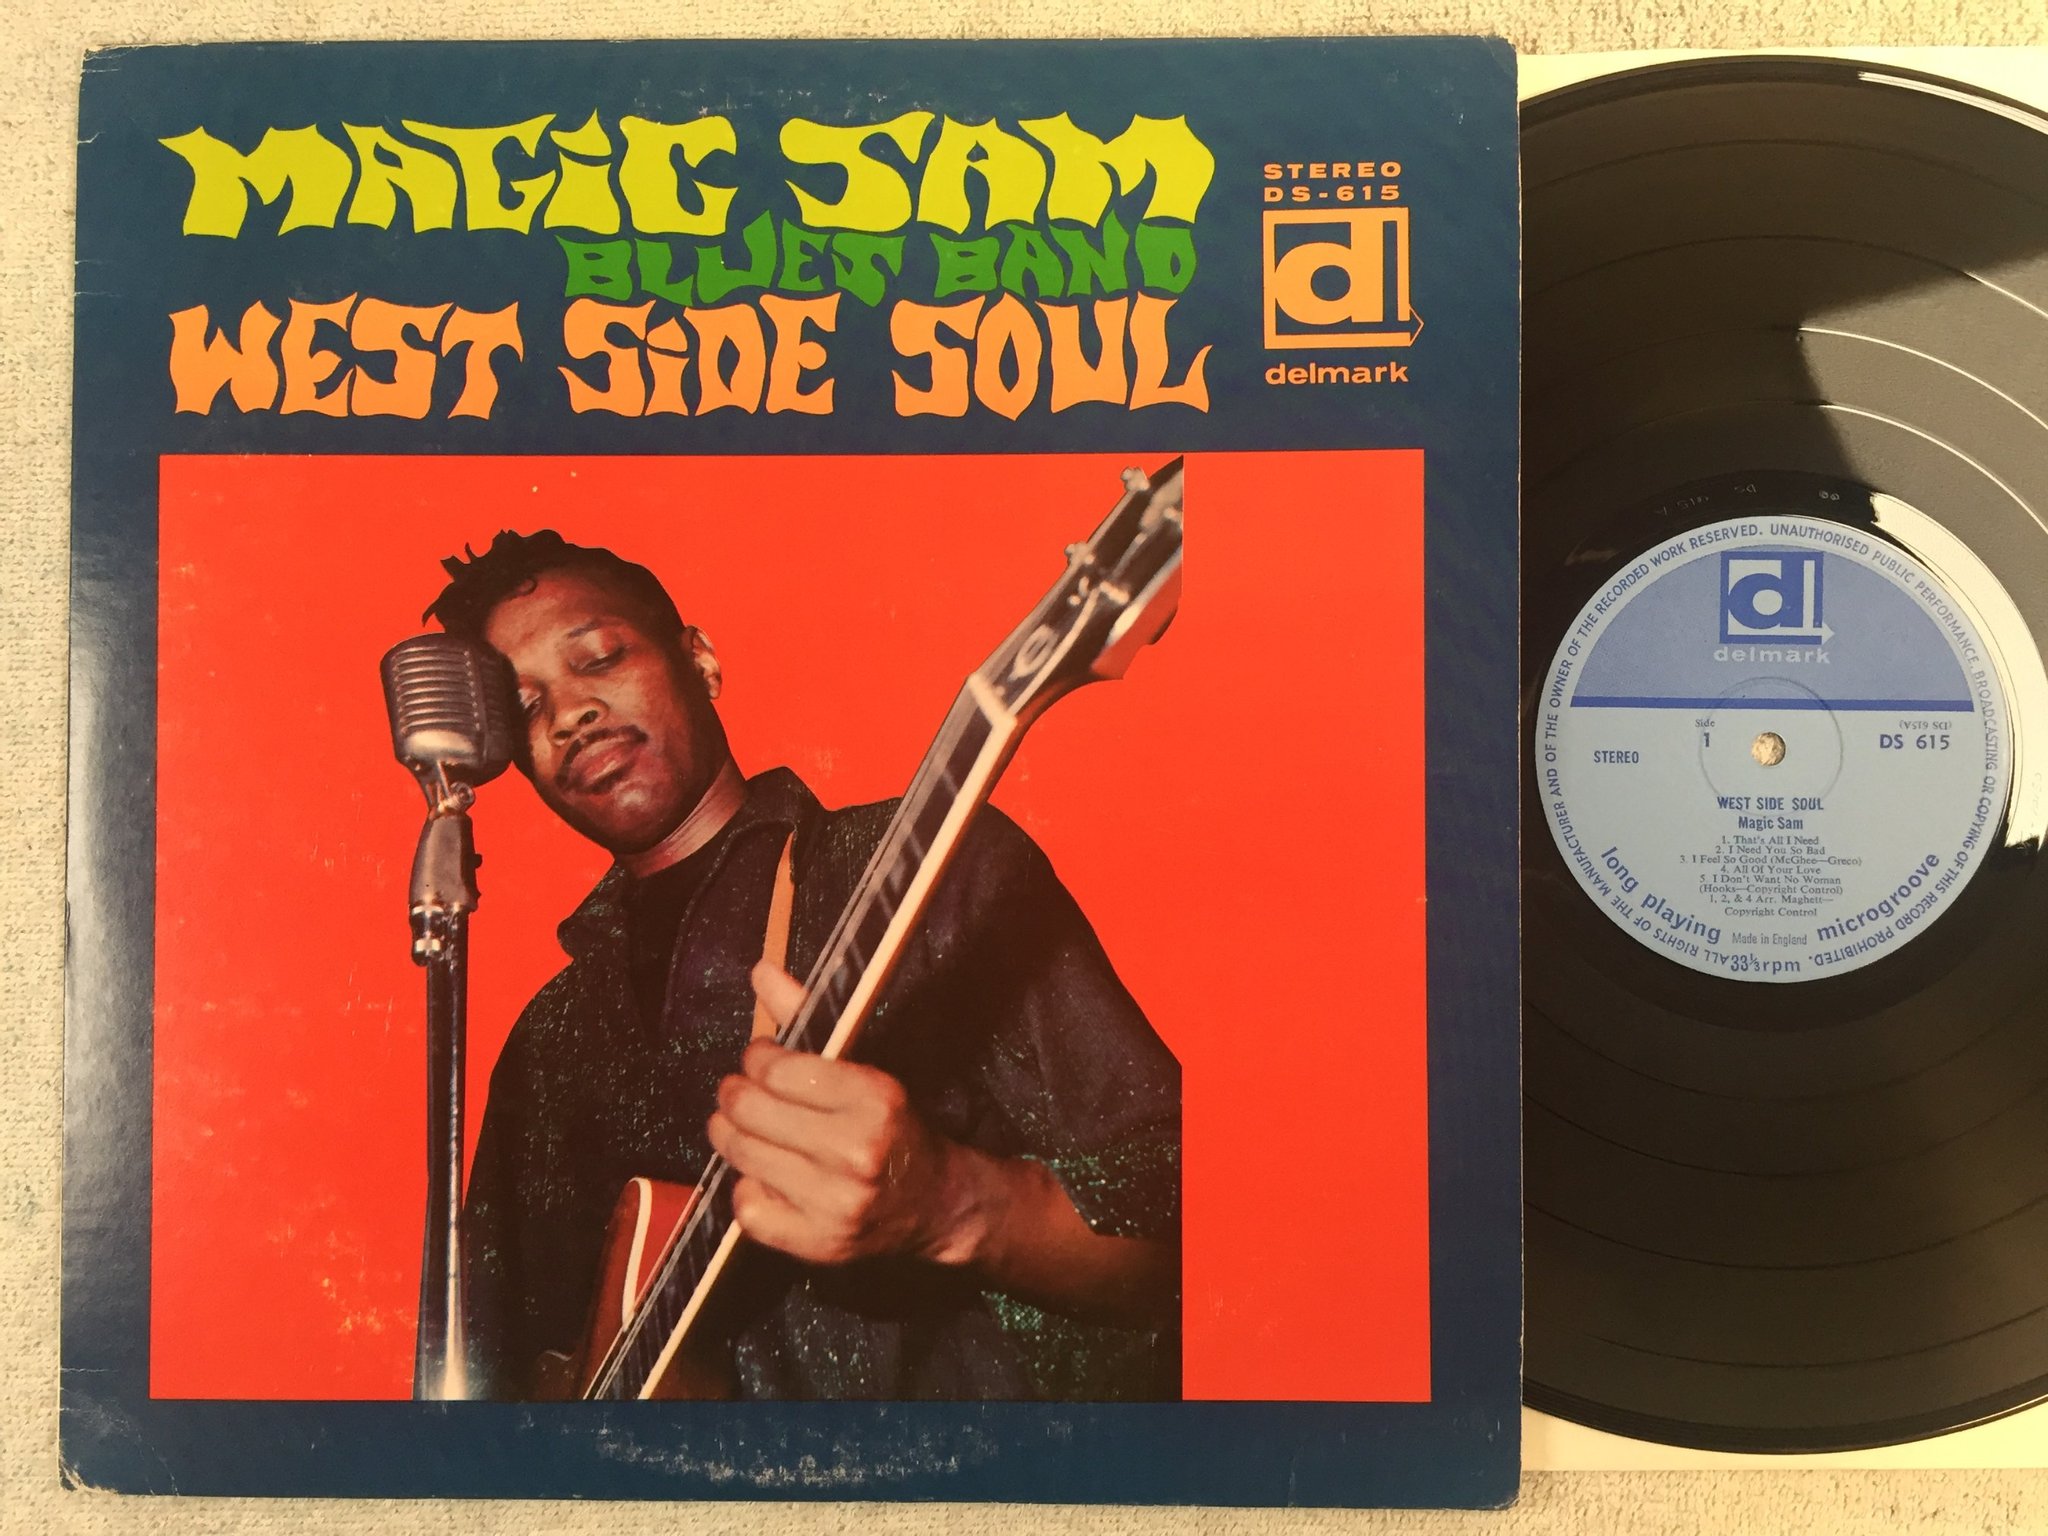 MAGIC SAM
BLUES BAND
WEST SIDE SOUL
STEREO
DS-615
d
delmark
ALL RIGHTS OF THE MANUFACTURER AND OF THE OWNER OF THE RECORDED WORK RESERVED. UNAUTHORISED PUBLIC PERFORMANCE, BROADCASTING OR COPYING OF THIS RECORD PROHIBITED.
d
delmark
Side
1
STEREO
(DS 615A)
DS 615
WEST SIDE SOUL
Magic Sam
1. That's All I Need
2. I Need You So Bad
3. I Feel So Good (McGhee—Greco)
4. All Of Your Love
5. I Don't Want No Woman
(Hooks—Copyright Control)
1, 2, & 4 Arr. Maghett—
Copyright Control
long playing
Made in England
microgroove
33⅓ rpm